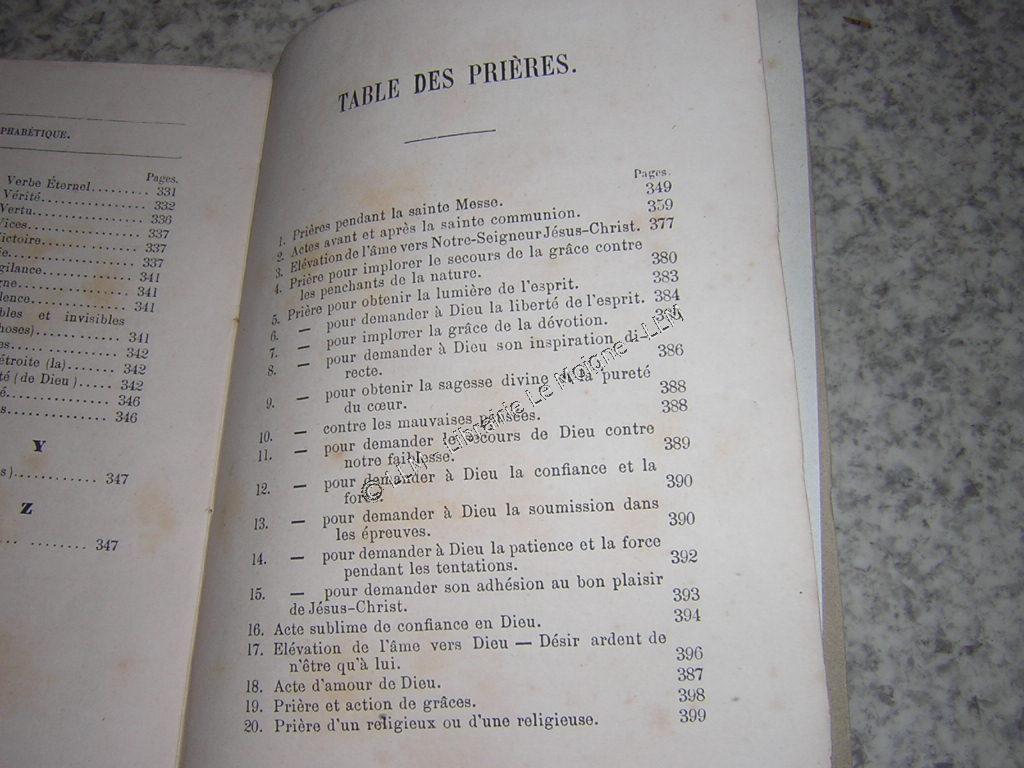 PHABÉTIQUE.
Pages.
Verbe Éternel......... 331
Vérité................ 332
Vertu................ 336
337
337
337
341
341
341
bles et invisibles
hoses)............... 341
342
étroite (la)........... 342
té (de Dieu)..... 342
346
346
Y
347
Z
........ 347
TABLE DES PRIÈRES.
Pages.
1. Prières pendant la sainte Messe. 349
2. Actes avant et après la sainte communion. 359
3. Elévation de l'âme vers Notre-Seigneur Jésus-Christ. 377
4. Prière pour implorer le secours de la grâce contre
les penchants de la nature. 380
5. Prière pour obtenir la lumière de l'esprit. 383
6. — pour demander à Dieu la liberté de l'esprit. 384
7. — pour implorer la grâce de la dévotion.
8. — pour demander à Dieu son inspiration di-
recte. 386
9. — pour obtenir la sagesse divine et la pureté
du cœur. 388
10. — contre les mauvaises pensées. 388
11. — pour demander le secours de Dieu contre
notre faiblesse. 389
12. — pour demander à Dieu la confiance et la
force. 390
13. — pour demander à Dieu la soumission dans
les épreuves. 390
14. — pour demander à Dieu la patience et la force
pendant les tentations. 392
15. — pour demander son adhésion au bon plaisir
de Jésus-Christ. 393
16. Acte sublime de confiance en Dieu. 394
17. Elévation de l'âme vers Dieu — Désir ardent de
n'être qu'à lui. 396
18. Acte d'amour de Dieu. 387
19. Prière et action de grâces. 398
20. Prière d'un religieux ou d'une religieuse. 399
© LLM - Librairie Le Moigne - LLM